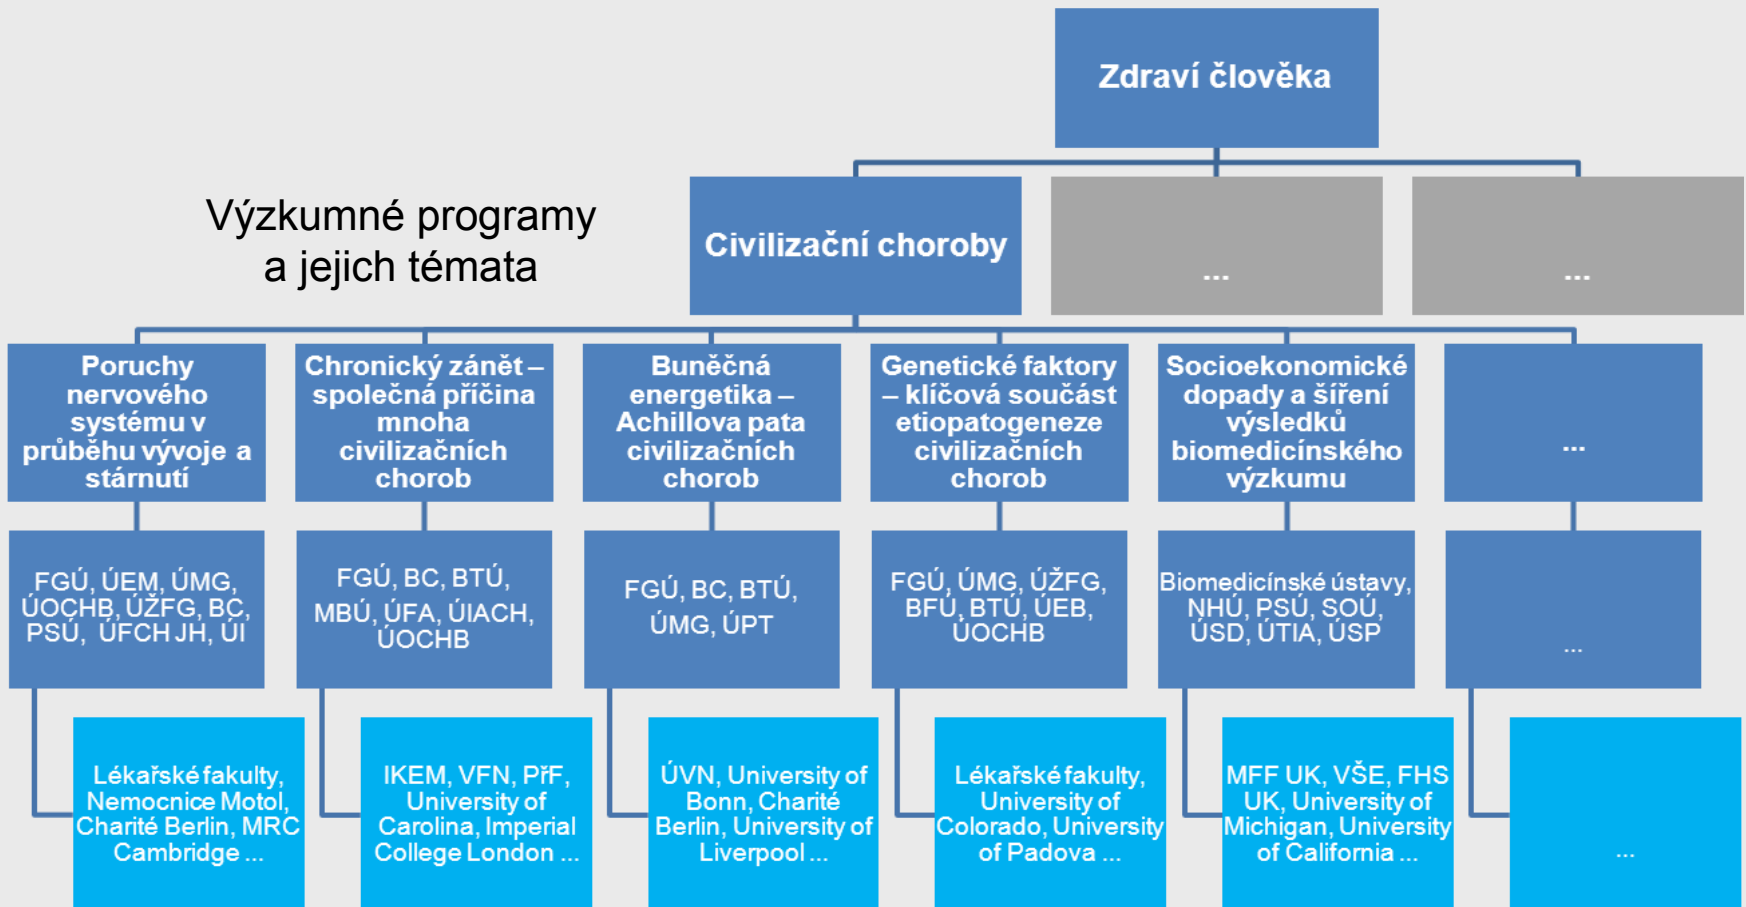 Zdraví člověka
Výzkumné programy
a jejich témata
Civilizační choroby
...
...
Poruchy
nervového
systému v
průběhu vývoje a
stárnutí
Chronický zánět –
společná příčina
mnoha
civilizačních
chorob
Buněčná
energetika –
Achillova pata
civilizačních
chorob
Genetické faktory
– klíčová součást
etiopatogeneze
civilizačních
chorob
Socioekonomické
dopady a šíření
výsledků
biomedicínského
výzkumu
...
FGÚ, ÚEM, ÚMG,
ÚOCHB, ÚŽFG, BC,
PSÚ, ÚFCH JH, ÚI
FGÚ, BC, BTÚ,
MBÚ, ÚFA, ÚIACH,
ÚOCHB
FGÚ, BC, BTÚ,
ÚMG, ÚPT
FGÚ, ÚMG, ÚŽFG,
BFÚ, BTÚ, ÚEB,
ÚOCHB
Biomedicínské ústavy,
NHÚ, PSÚ, SOÚ,
ÚSD, ÚTIA, ÚSP
...
Lékařské fakulty,
Nemocnice Motol,
Charité Berlin, MRC
Cambridge ...
IKEM, VFN, PřF,
University of
Carolina, Imperial
College London ...
ÚVN, University of
Bonn, Charité
Berlin, University of
Liverpool ...
Lékařské fakulty,
University of
Colorado, University
of Padova ...
MFF UK, VŠE, FHS
UK, University of
Michigan, University
of California ...
...